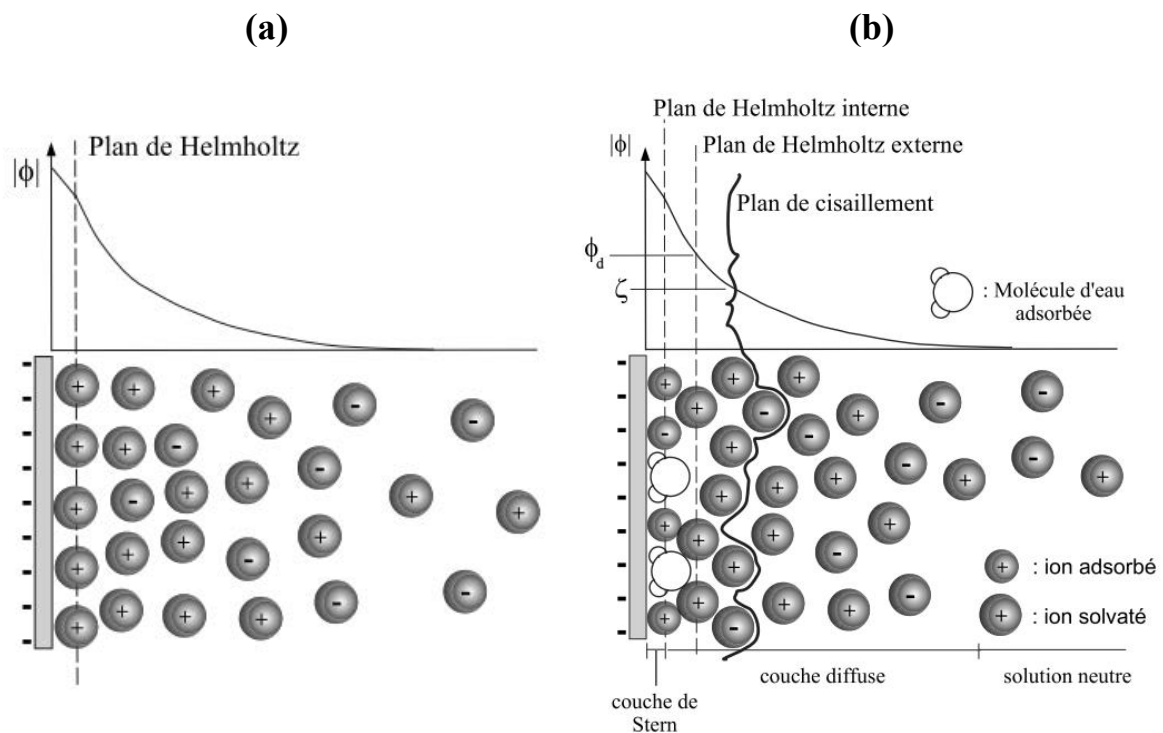 (a)
(b)
Plan de Helmholtz
|ϕ|
Plan de Helmholtz interne
|ϕ|
Plan de Helmholtz externe
Plan de cisaillement
ϕd
ζ
: Molécule d'eau
adsorbée
: ion adsorbé
: ion solvaté
couche de
Stern
couche diffuse
solution neutre